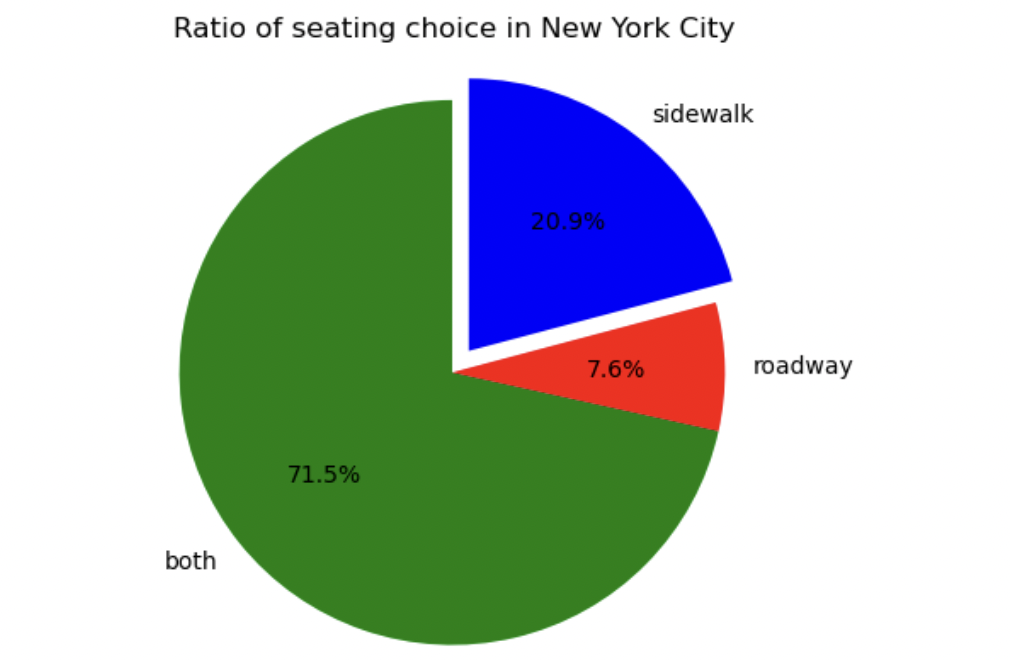 Ratio of seating choice in New York City
sidewalk
20.9%
7.6%
roadway
71.5%
both